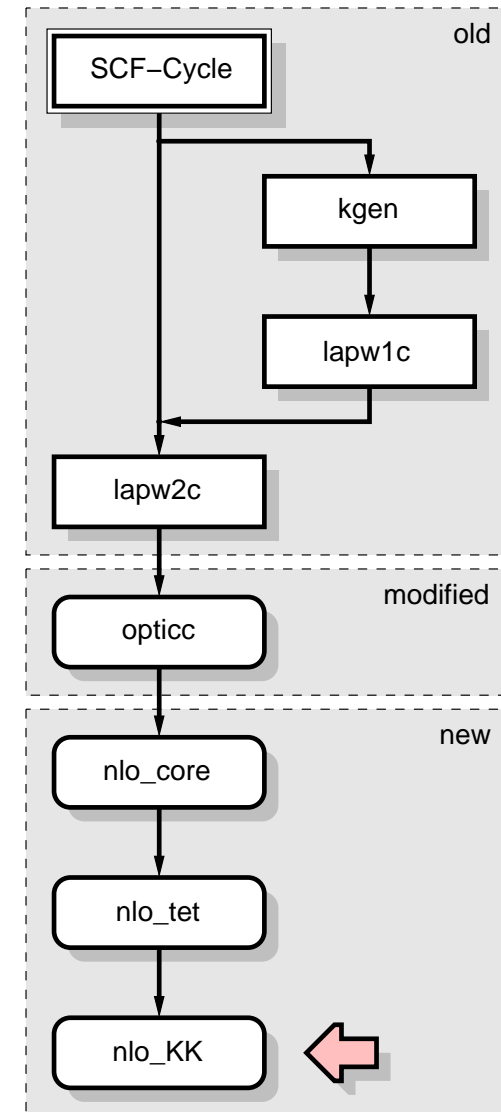 old
SCF−Cycle
kgen
lapw1c
lapw2c
modified
opticc
new
nlo_core
nlo_tet
nlo_KK